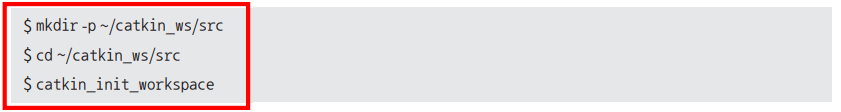 $ mkdir -p ~/catkin_ws/src
$ cd ~/catkin_ws/src
$ catkin_init_workspace